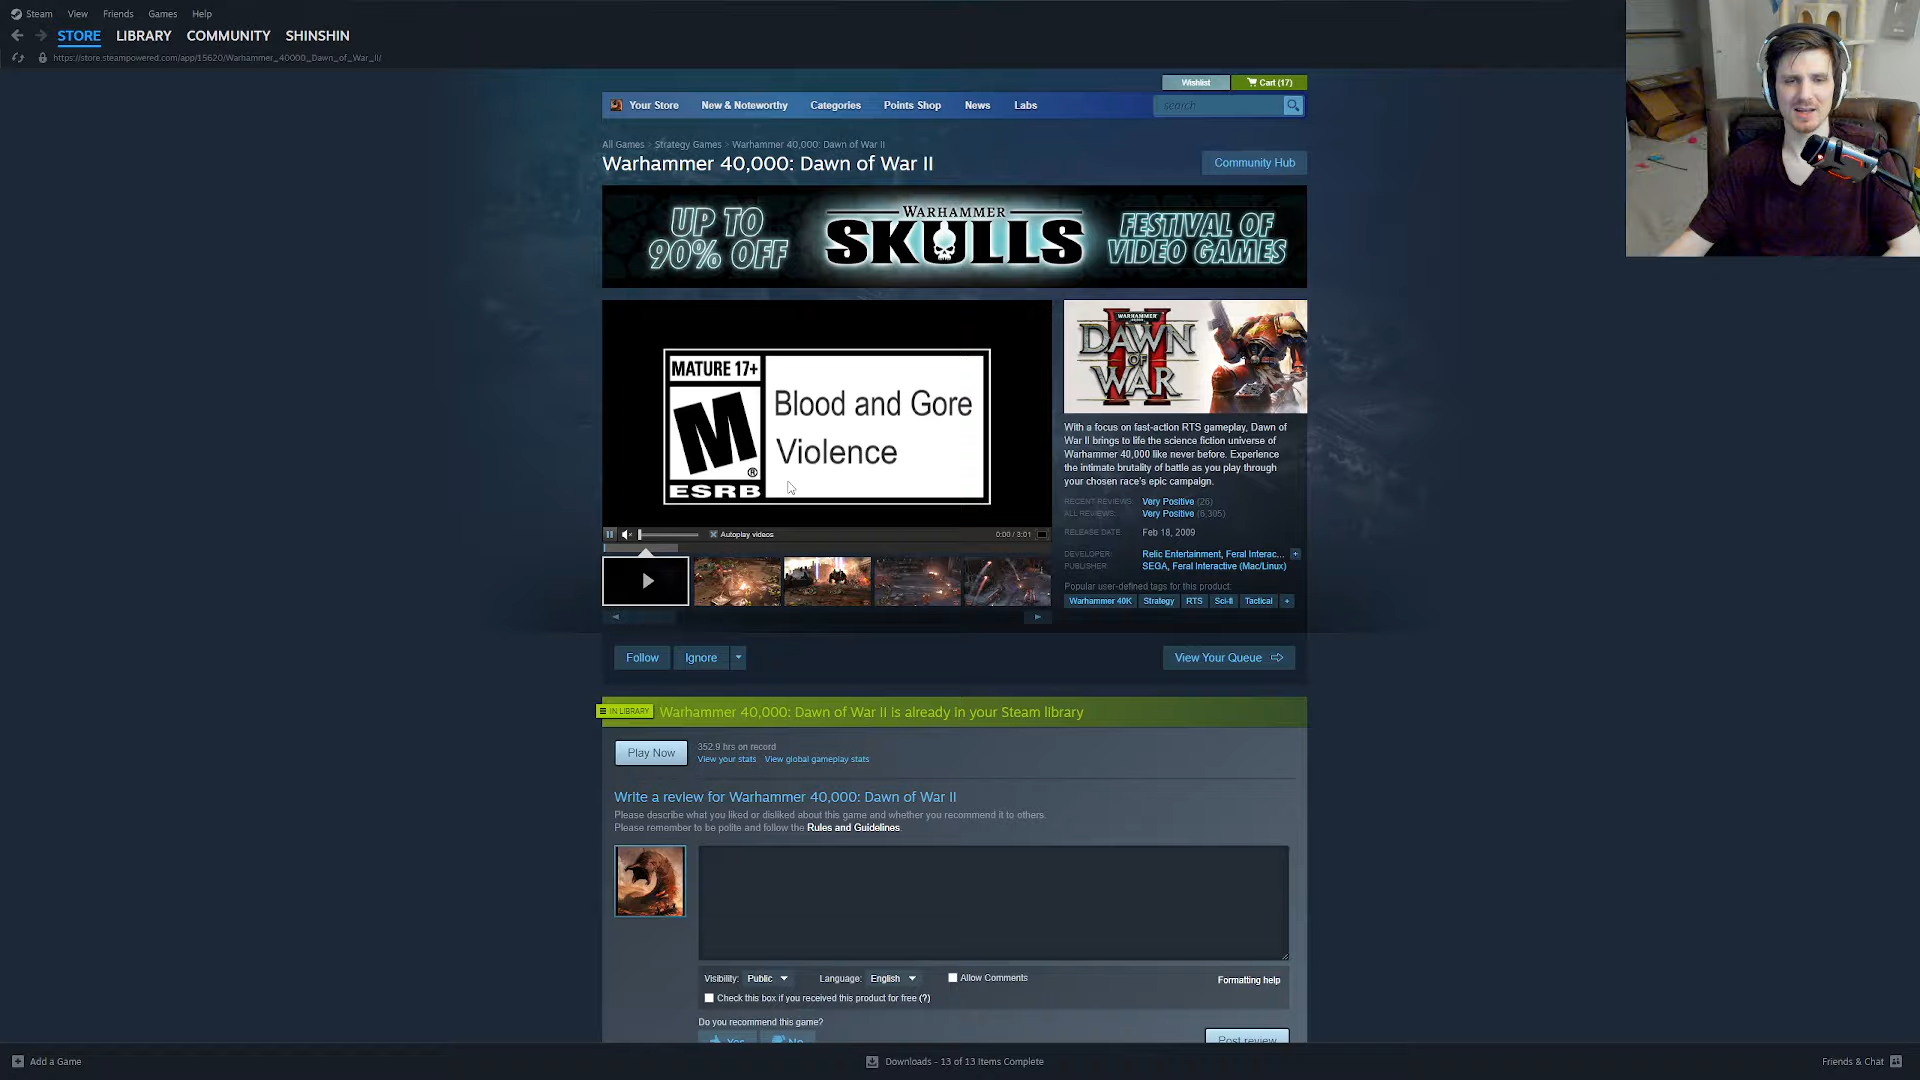 Steam View Friends Games Help
STORE LIBRARY COMMUNITY SHINSHIN
https://store.steampowered.com/app/15620/Warhammer_40000_Dawn_of_War_II/
Wishlist Cart (17)
Your Store New & Noteworthy Categories Points Shop News Labs search
All Games > Strategy Games > Warhammer 40,000: Dawn of War II
Warhammer 40,000: Dawn of War II
Community Hub
UP TO 90% OFF
WARHAMMER
SKULLS
FESTIVAL OF VIDEO GAMES
MATURE 17+
M
®
ESRB
Blood and Gore
Violence
Autoplay videos 0:00 / 3:01
WARHAMMER
DAWN
OF
WAR
II
With a focus on fast-action RTS gameplay, Dawn of
War II brings to life the science fiction universe of
Warhammer 40,000 like never before. Experience
the intimate brutality of battle as you play through
your chosen race's epic campaign.
RECENT REVIEWS: Very Positive (26)
ALL REVIEWS: Very Positive (6,305)
RELEASE DATE: Feb 18, 2009
DEVELOPER: Relic Entertainment, Feral Interac... +
PUBLISHER: SEGA, Feral Interactive (Mac/Linux)
Popular user-defined tags for this product:
Warhammer 40K Strategy RTS Sci-fi Tactical +
Follow Ignore View Your Queue
IN LIBRARY Warhammer 40,000: Dawn of War II is already in your Steam library
Play Now
352.9 hrs on record
View your stats View global gameplay stats
Write a review for Warhammer 40,000: Dawn of War II
Please describe what you liked or disliked about this game and whether you recommend it to others.
Please remember to be polite and follow the Rules and Guidelines.
Visibility: Public Language: English Allow Comments Formatting help
Check this box if you received this product for free (?)
Do you recommend this game?
Yes No Post review
Add a Game Downloads - 13 of 13 Items Complete Friends & Chat